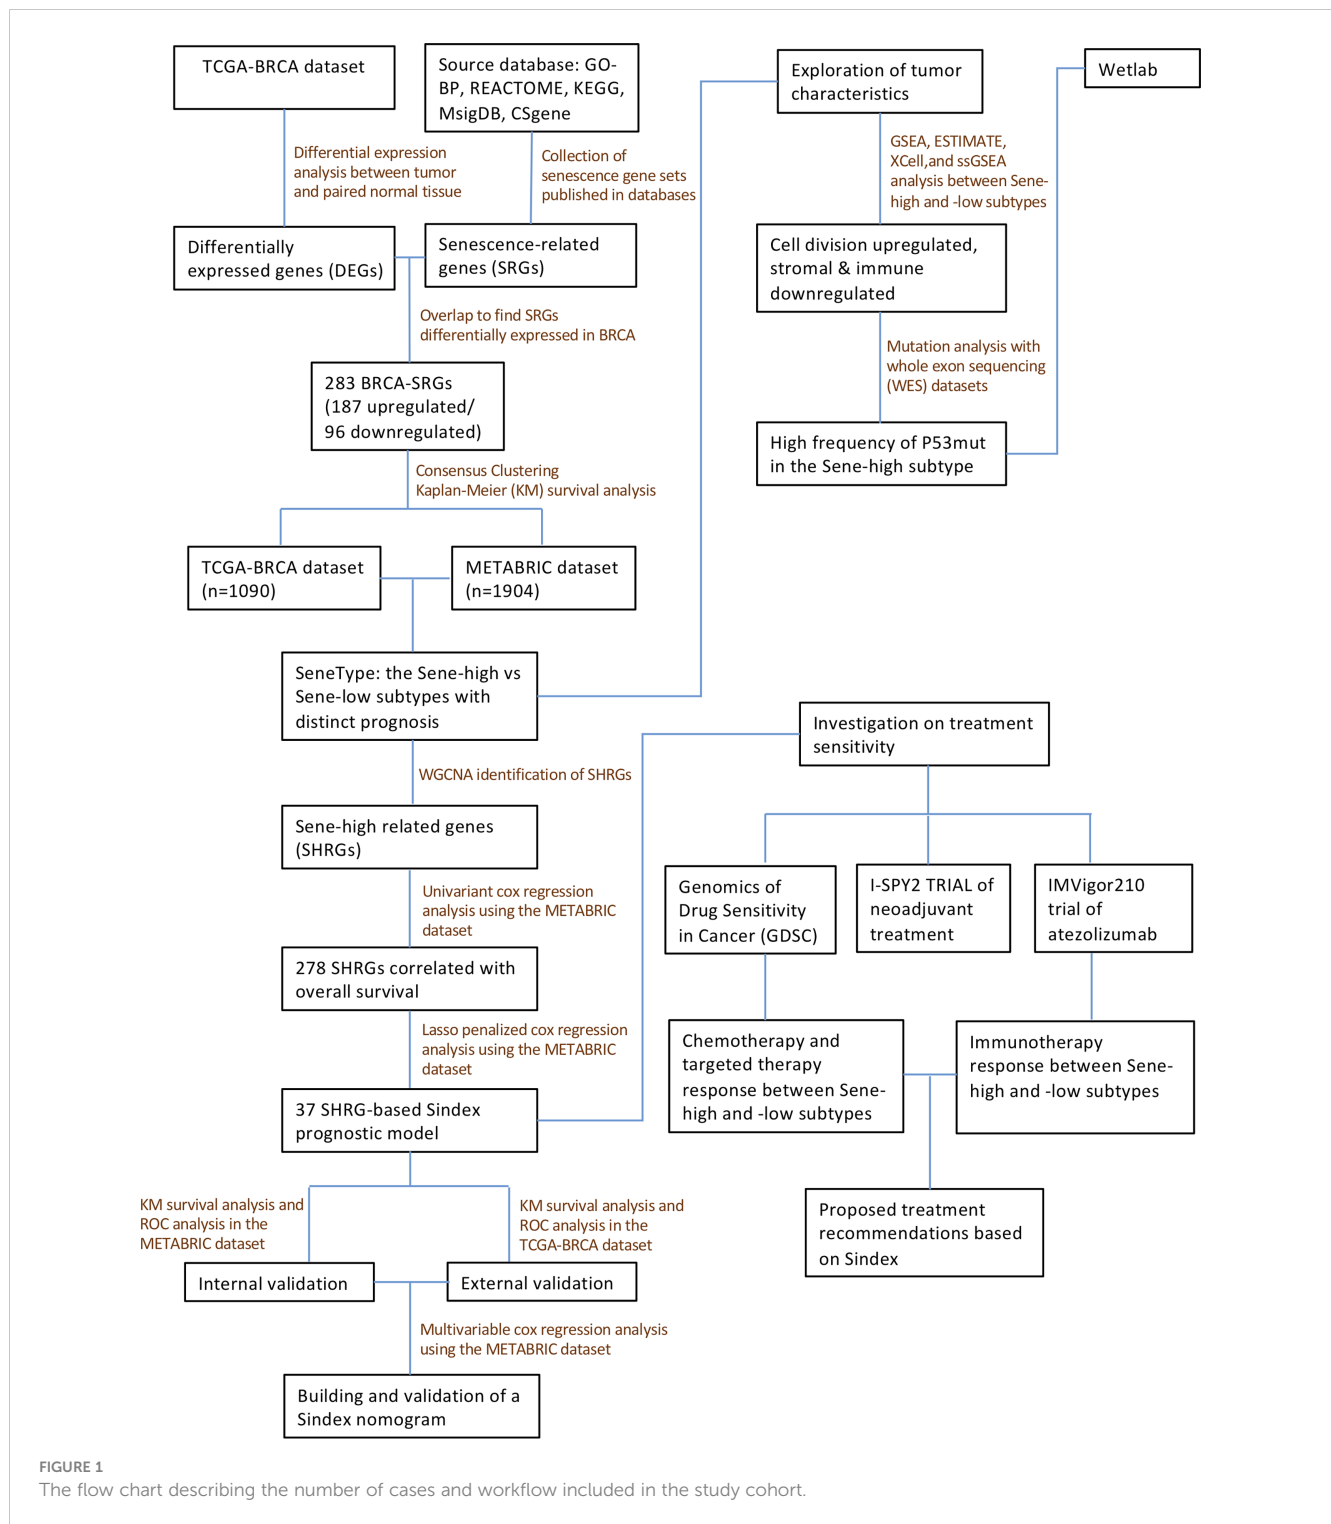 TCGA-BRCA dataset
Source database: GO-
BP, REACTOME, KEGG,
MsigDB, CSgene
Differential expression
analysis between tumor
and paired normal tissue
Collection of
senescence gene sets
published in databases
Differentially
expressed genes (DEGs)
Senescence-related
genes (SRGs)
Overlap to find SRGs
differentially expressed in BRCA
283 BRCA-SRGs
(187 upregulated/
96 downregulated)
Consensus Clustering
Kaplan-Meier (KM) survival analysis
TCGA-BRCA dataset
(n=1090)
METABRIC dataset
(n=1904)
SeneType: the Sene-high vs
Sene-low subtypes with
distinct prognosis
WGCNA identification of SHRGs
Sene-high related genes
(SHRGs)
Univariant cox regression
analysis using the METABRIC
dataset
278 SHRGs correlated with
overall survival
Lasso penalized cox regression
analysis using the METABRIC
dataset
37 SHRG-based Sindex
prognostic model
KM survival analysis and
ROC analysis in the
METABRIC dataset
KM survival analysis and
ROC analysis in the
TCGA-BRCA dataset
Internal validation
External validation
Multivariable cox regression analysis
using the METABRIC dataset
Building and validation of a
Sindex nomogram
Exploration of tumor
characteristics
Wetlab
GSEA, ESTIMATE,
XCell,and ssGSEA
analysis between Sene-
high and -low subtypes
Cell division upregulated,
stromal & immune
downregulated
Mutation analysis with
whole exon sequencing
(WES) datasets
High frequency of P53mut
in the Sene-high subtype
Investigation on treatment
sensitivity
Genomics of
Drug Sensitivity
in Cancer (GDSC)
I-SPY2 TRIAL of
neoadjuvant
treatment
IMVigor210
trial of
atezolizumab
Chemotherapy and
targeted therapy
response between Sene-
high and -low subtypes
Immunotherapy
response between Sene-
high and -low subtypes
Proposed treatment
recommendations based
on Sindex
FIGURE 1
The flow chart describing the number of cases and workflow included in the study cohort.